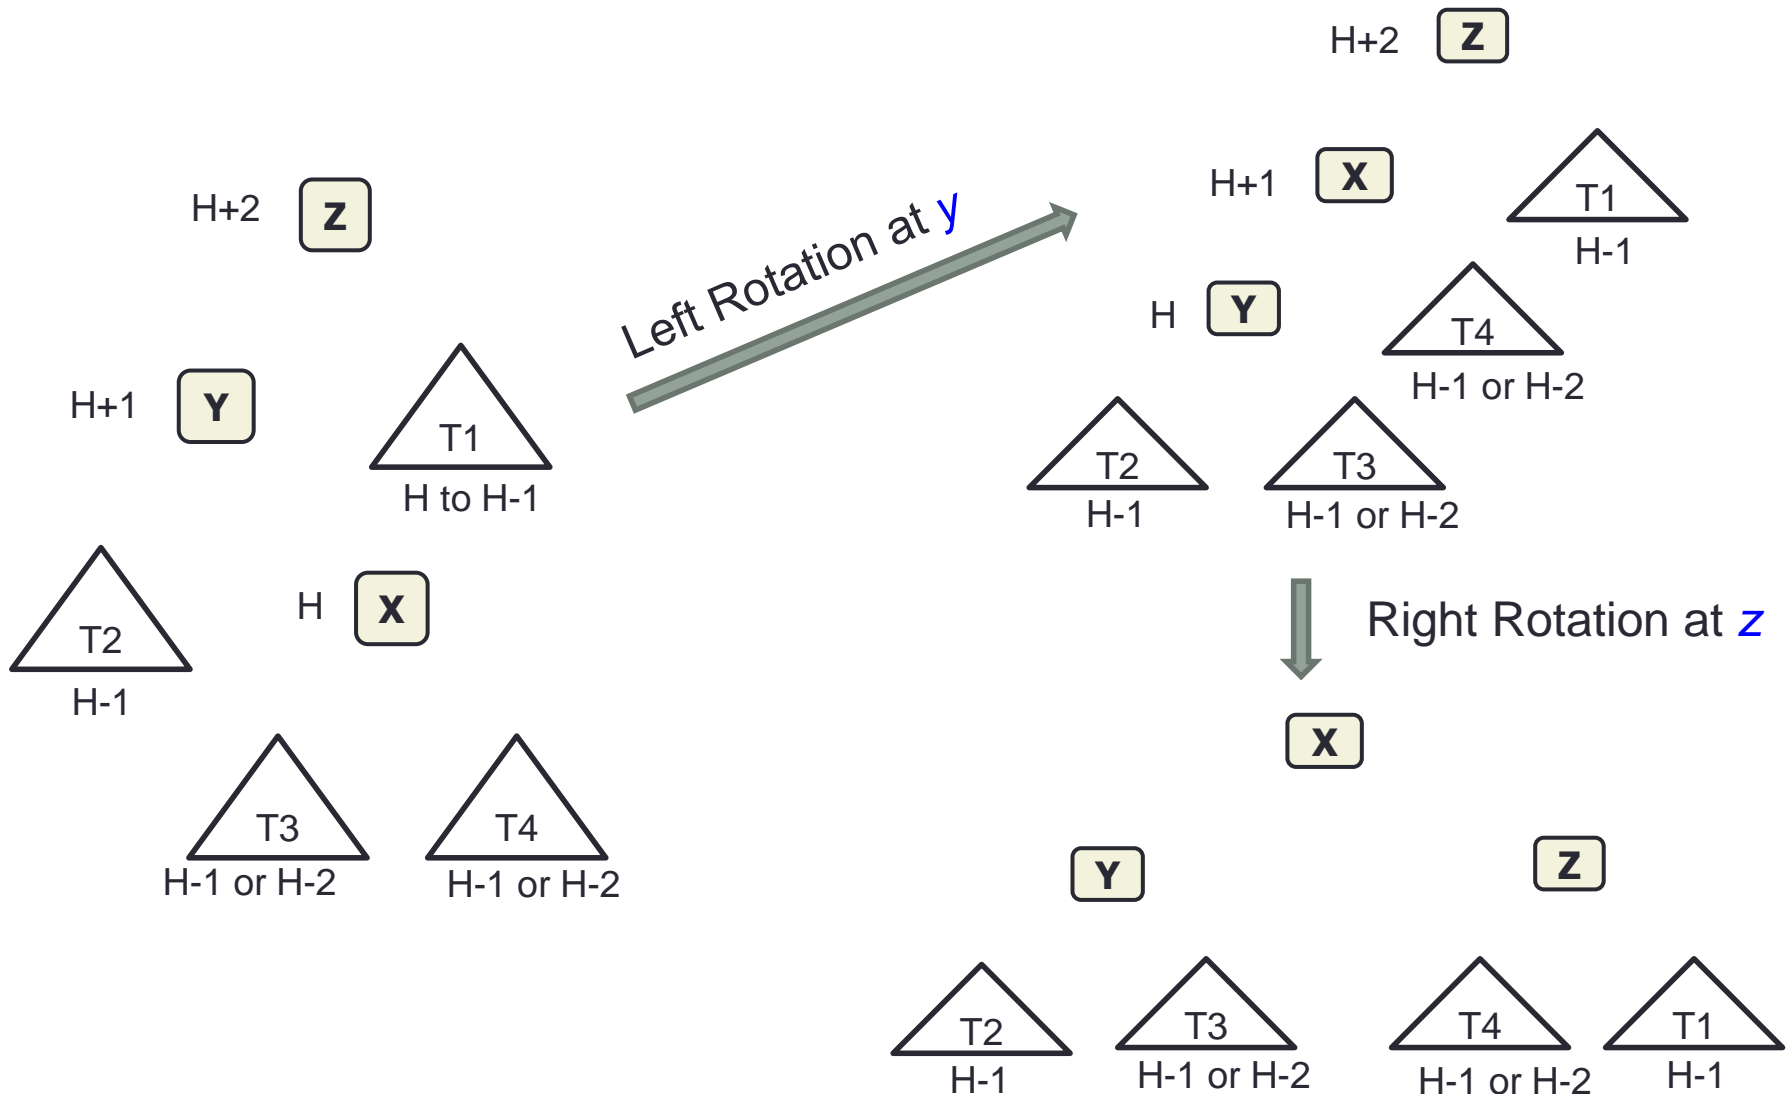 H+2 Z
H+1 Y
T1
H to H-1
T2
H-1
H X
T3
H-1 or H-2
T4
H-1 or H-2
Left Rotation at y
H+2 Z
H+1 X
T1
H-1
H Y
T4
H-1 or H-2
T2
H-1
T3
H-1 or H-2
Right Rotation at z
X
Y
Z
T2
H-1
T3
H-1 or H-2
T4
H-1 or H-2
T1
H-1